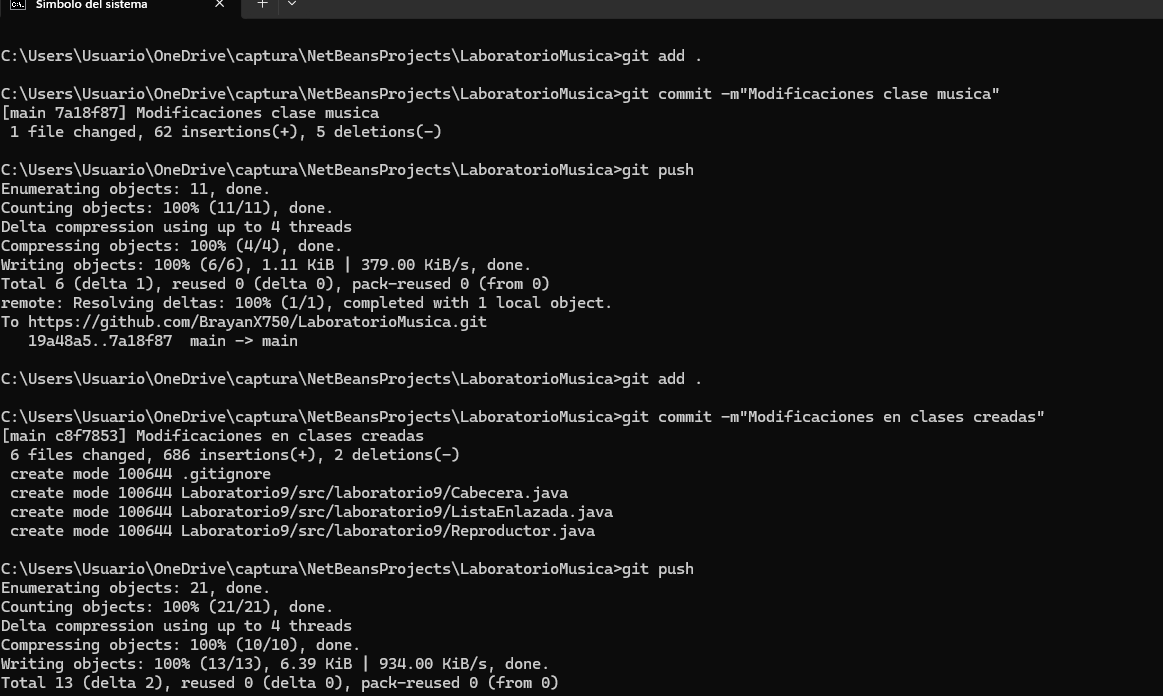 Símbolo del sistema
C:\Users\Usuario\OneDrive\captura\NetBeansProjects\LaboratorioMusica>git add .
C:\Users\Usuario\OneDrive\captura\NetBeansProjects\LaboratorioMusica>git commit -m"Modificaciones clase musica"
[main 7a18f87] Modificaciones clase musica
 1 file changed, 62 insertions(+), 5 deletions(-)
C:\Users\Usuario\OneDrive\captura\NetBeansProjects\LaboratorioMusica>git push
Enumerating objects: 11, done.
Counting objects: 100% (11/11), done.
Delta compression using up to 4 threads
Compressing objects: 100% (4/4), done.
Writing objects: 100% (6/6), 1.11 KiB | 379.00 KiB/s, done.
Total 6 (delta 1), reused 0 (delta 0), pack-reused 0 (from 0)
remote: Resolving deltas: 100% (1/1), completed with 1 local object.
To https://github.com/BrayanX750/LaboratorioMusica.git
   19a48a5..7a18f87  main -> main
C:\Users\Usuario\OneDrive\captura\NetBeansProjects\LaboratorioMusica>git add .
C:\Users\Usuario\OneDrive\captura\NetBeansProjects\LaboratorioMusica>git commit -m"Modificaciones en clases creadas"
[main c8f7853] Modificaciones en clases creadas
 6 files changed, 686 insertions(+), 2 deletions(-)
 create mode 100644 .gitignore
 create mode 100644 Laboratorio9/src/laboratorio9/Cabecera.java
 create mode 100644 Laboratorio9/src/laboratorio9/ListaEnlazada.java
 create mode 100644 Laboratorio9/src/laboratorio9/Reproductor.java
C:\Users\Usuario\OneDrive\captura\NetBeansProjects\LaboratorioMusica>git push
Enumerating objects: 21, done.
Counting objects: 100% (21/21), done.
Delta compression using up to 4 threads
Compressing objects: 100% (10/10), done.
Writing objects: 100% (13/13), 6.39 KiB | 934.00 KiB/s, done.
Total 13 (delta 2), reused 0 (delta 0), pack-reused 0 (from 0)